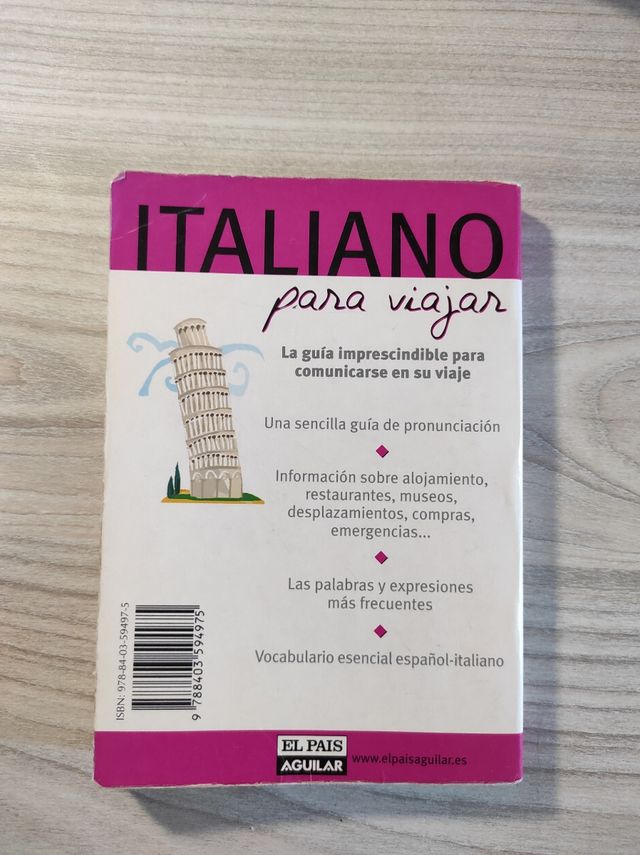 ITALIANO
para viajar
La guía imprescindible para
comunicarse en su viaje
Una sencilla guía de pronunciación
Información sobre alojamiento,
restaurantes, museos,
desplazamientos, compras,
emergencias...
Las palabras y expresiones
más frecuentes
Vocabulario esencial español-italiano
ISBN: 978-84-03-59497-5
9 788403 594975
EL PAIS
AGUILAR
www.elpaisaguilar.es